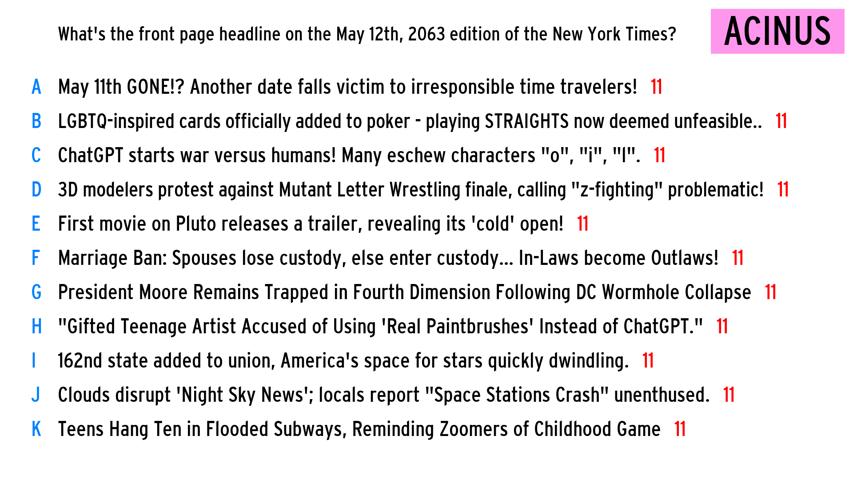 What's the front page headline on the May 12th, 2063 edition of the New York Times?
ACINUS
A May 11th GONE!? Another date falls victim to irresponsible time travelers! 11
B LGBTQ-inspired cards officially added to poker - playing STRAIGHTS now deemed unfeasible.. 11
C ChatGPT starts war versus humans! Many eschew characters "o", "i", "l". 11
D 3D modelers protest against Mutant Letter Wrestling finale, calling "z-fighting" problematic! 11
E First movie on Pluto releases a trailer, revealing its 'cold' open! 11
F Marriage Ban: Spouses lose custody, else enter custody... In-Laws become Outlaws! 11
G President Moore Remains Trapped in Fourth Dimension Following DC Wormhole Collapse 11
H "Gifted Teenage Artist Accused of Using 'Real Paintbrushes' Instead of ChatGPT." 11
I 162nd state added to union, America's space for stars quickly dwindling. 11
J Clouds disrupt 'Night Sky News'; locals report "Space Stations Crash" unenthused. 11
K Teens Hang Ten in Flooded Subways, Reminding Zoomers of Childhood Game 11